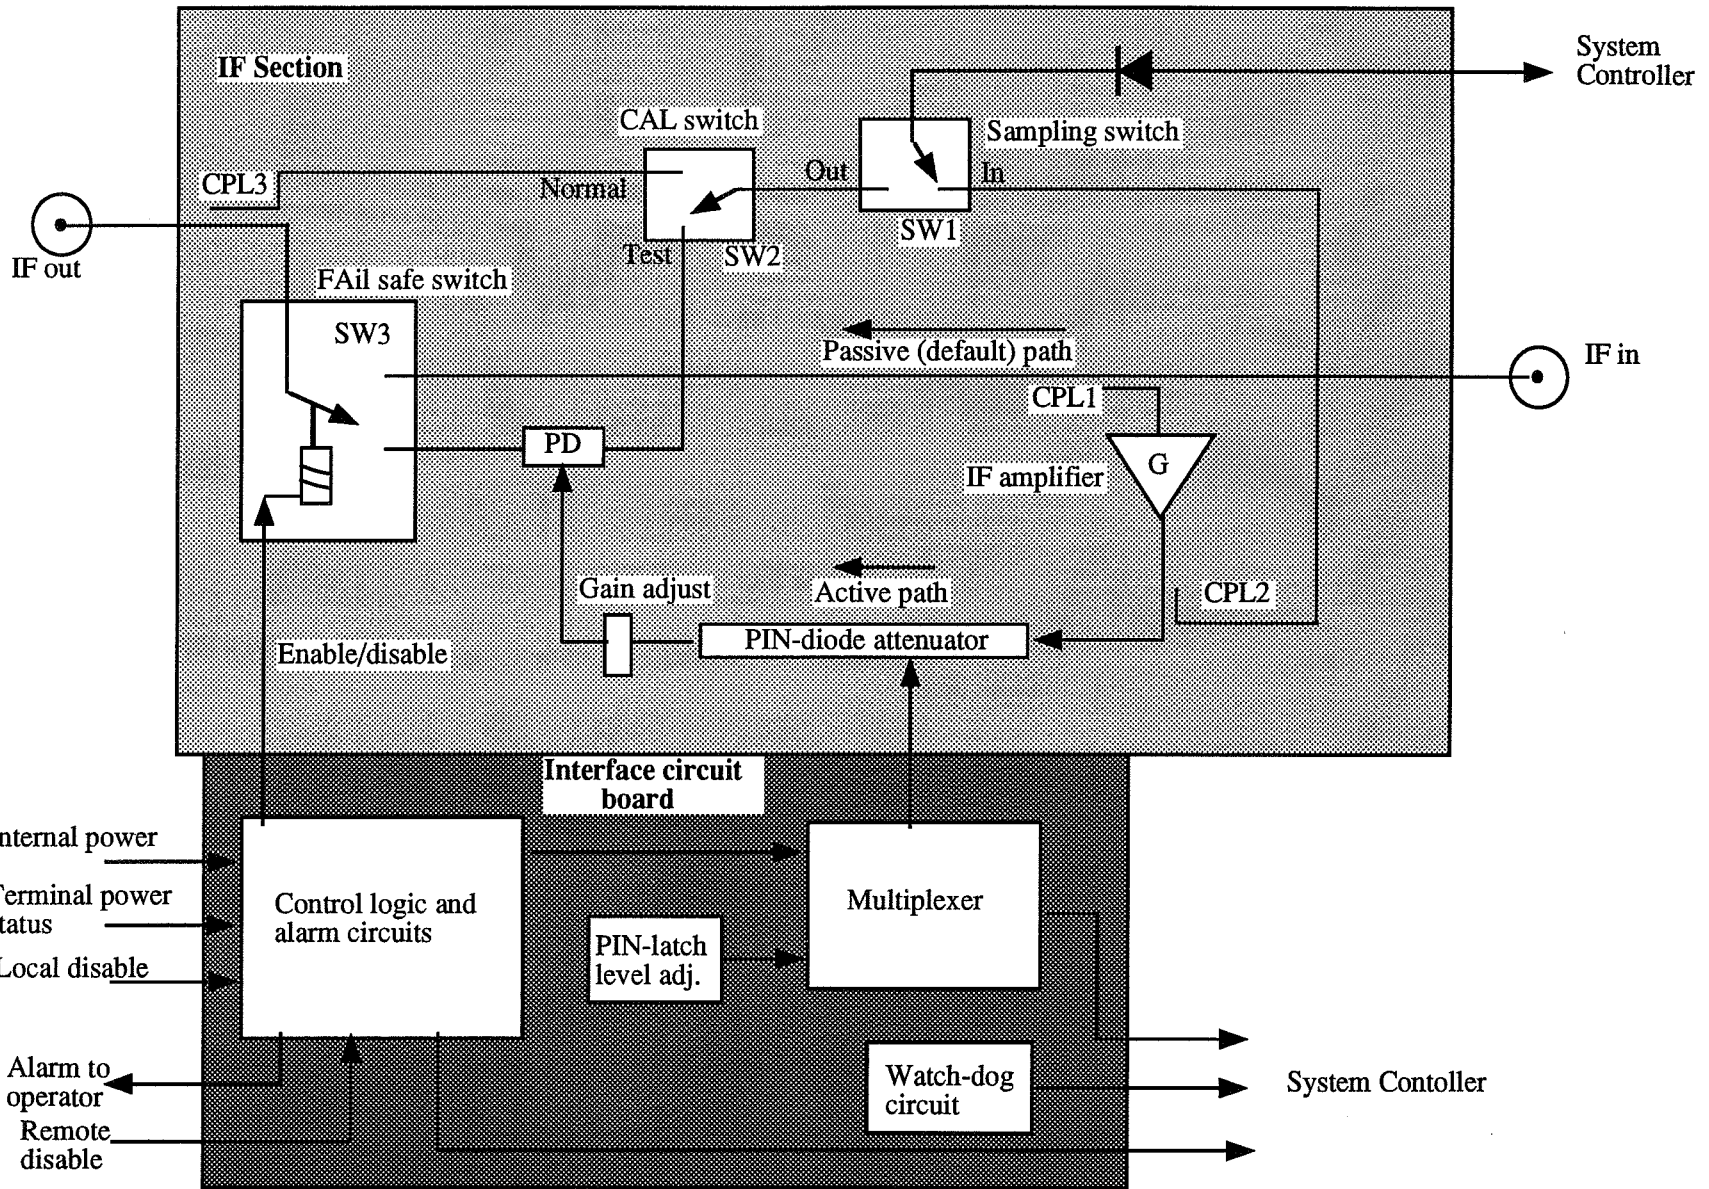 System
Controller
IF Section
CAL switch
Sampling switch
CPL3
Normal
Out
In
SW1
Test
SW2
IF out
FAil safe switch
SW3
Passive (default) path
IF in
CPL1
PD
G
IF amplifier
Gain adjust
Active path
CPL2
PIN-diode attenuator
Enable/disable
Interface circuit
board
nternal power
Terminal power
tatus
Local disable
Control logic and
alarm circuits
Multiplexer
PIN-latch
level adj.
Alarm to
operator
Remote
disable
Watch-dog
circuit
System Contoller